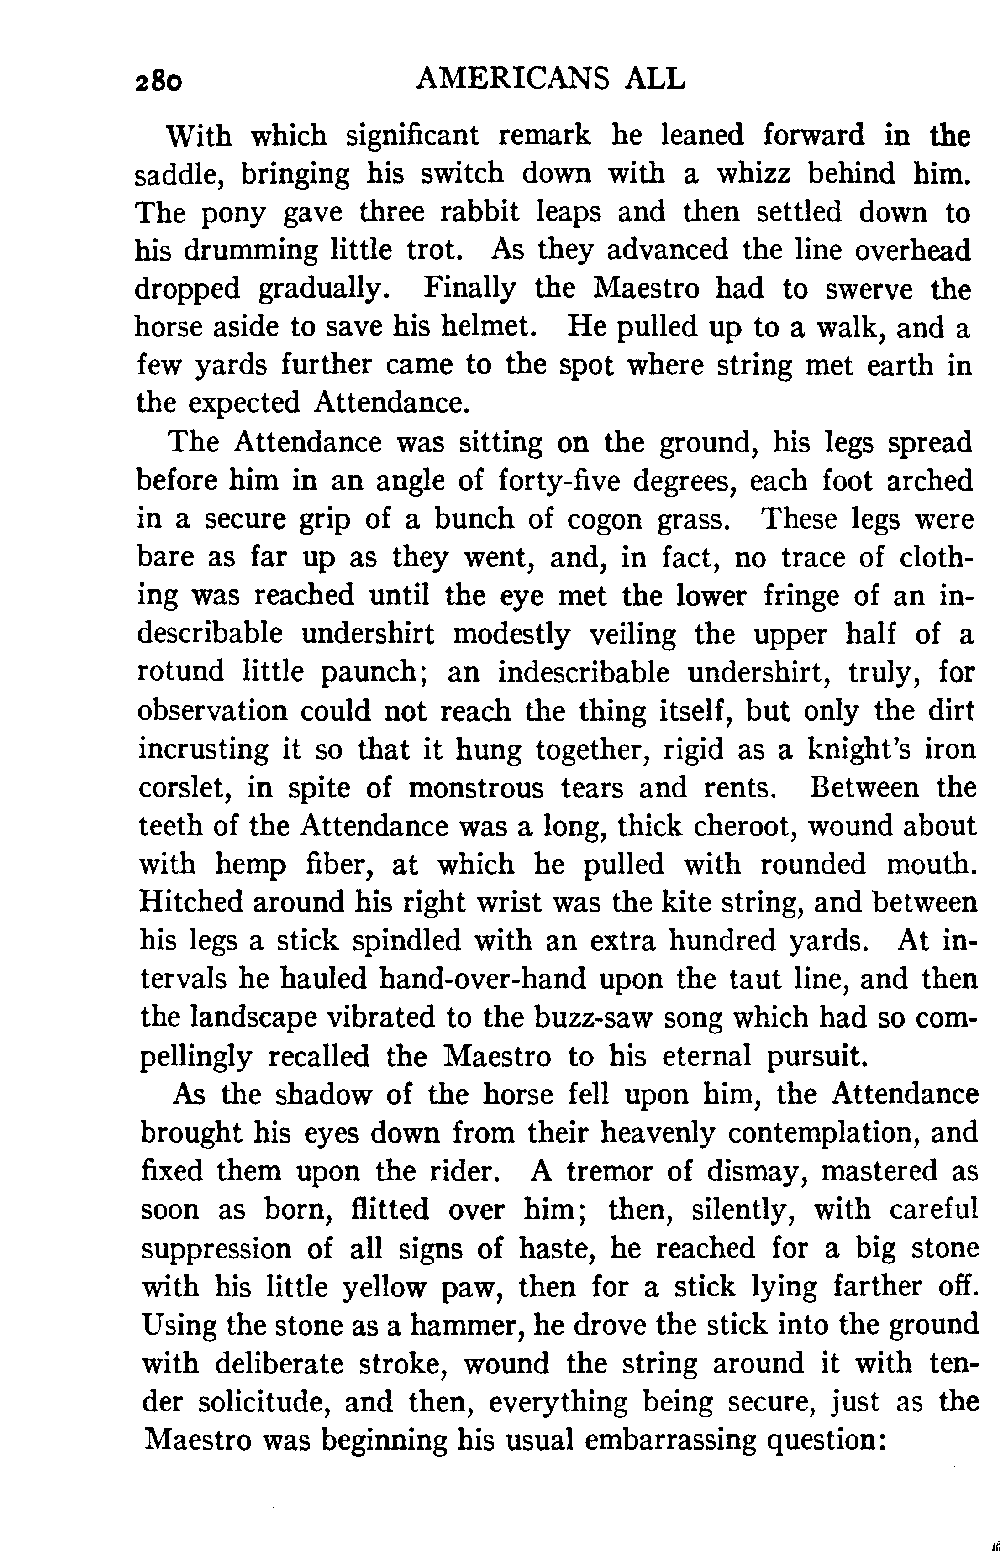 280 AMERICANS ALL
With which significant remark he leaned forward in the
saddle, bringing his switch down with a whizz behind him.
The pony gave three rabbit leaps and then settled down to
his drumming little trot. As they advanced the line overhead
dropped gradually. Finally the Maestro had to swerve the
horse aside to save his helmet. He pulled up to a walk, and a
few yards further came to the spot where string met earth in
the expected Attendance.
The Attendance was sitting on the ground, his legs spread
before him in an angle of forty-five degrees, each foot arched
in a secure grip of a bunch of cogon grass. These legs were
bare as far up as they went, and, in fact, no trace of cloth-
ing was reached until the eye met the lower fringe of an in-
describable undershirt modestly veiling the upper half of a
rotund little paunch; an indescribable undershirt, truly, for
observation could not reach the thing itself, but only the dirt
incrusting it so that it hung together, rigid as a knight's iron
corslet, in spite of monstrous tears and rents. Between the
teeth of the Attendance was a long, thick cheroot, wound about
with hemp fiber, at which he pulled with rounded mouth.
Hitched around his right wrist was the kite string, and between
his legs a stick spindled with an extra hundred yards. At in-
tervals he hauled hand-over-hand upon the taut line, and then
the landscape vibrated to the buzz-saw song which had so com-
pellingly recalled the Maestro to his eternal pursuit.
As the shadow of the horse fell upon him, the Attendance
brought his eyes down from their heavenly contemplation, and
fixed them upon the rider. A tremor of dismay, mastered as
soon as born, flitted over him; then, silently, with careful
suppression of all signs of haste, he reached for a big stone
with his little yellow paw, then for a stick lying farther off.
Using the stone as a hammer, he drove the stick into the ground
with deliberate stroke, wound the string around it with ten-
der solicitude, and then, everything being secure, just as the
Maestro was beginning his usual embarrassing question: